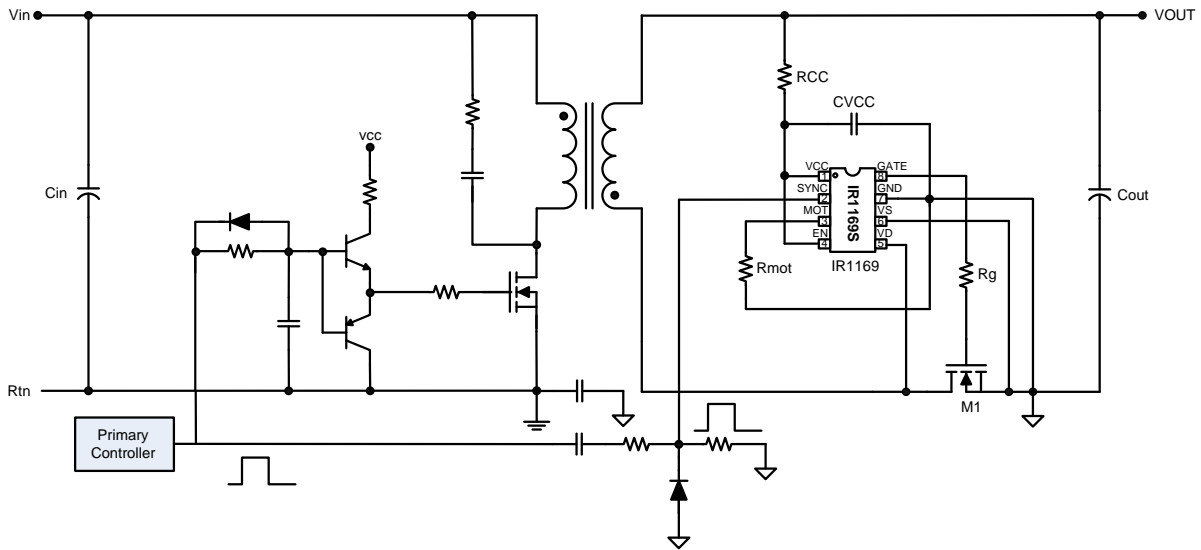 Vin
VOUT
RCC
CVCC
vcc
VCC
GATE
1
8
SYNC
GND
2
7
MOT
VS
3
6
EN
VD
4
5
IR1169S
IR1169
Cin
Cout
Rmot
Rg
Rtn
M1
Primary
Controller